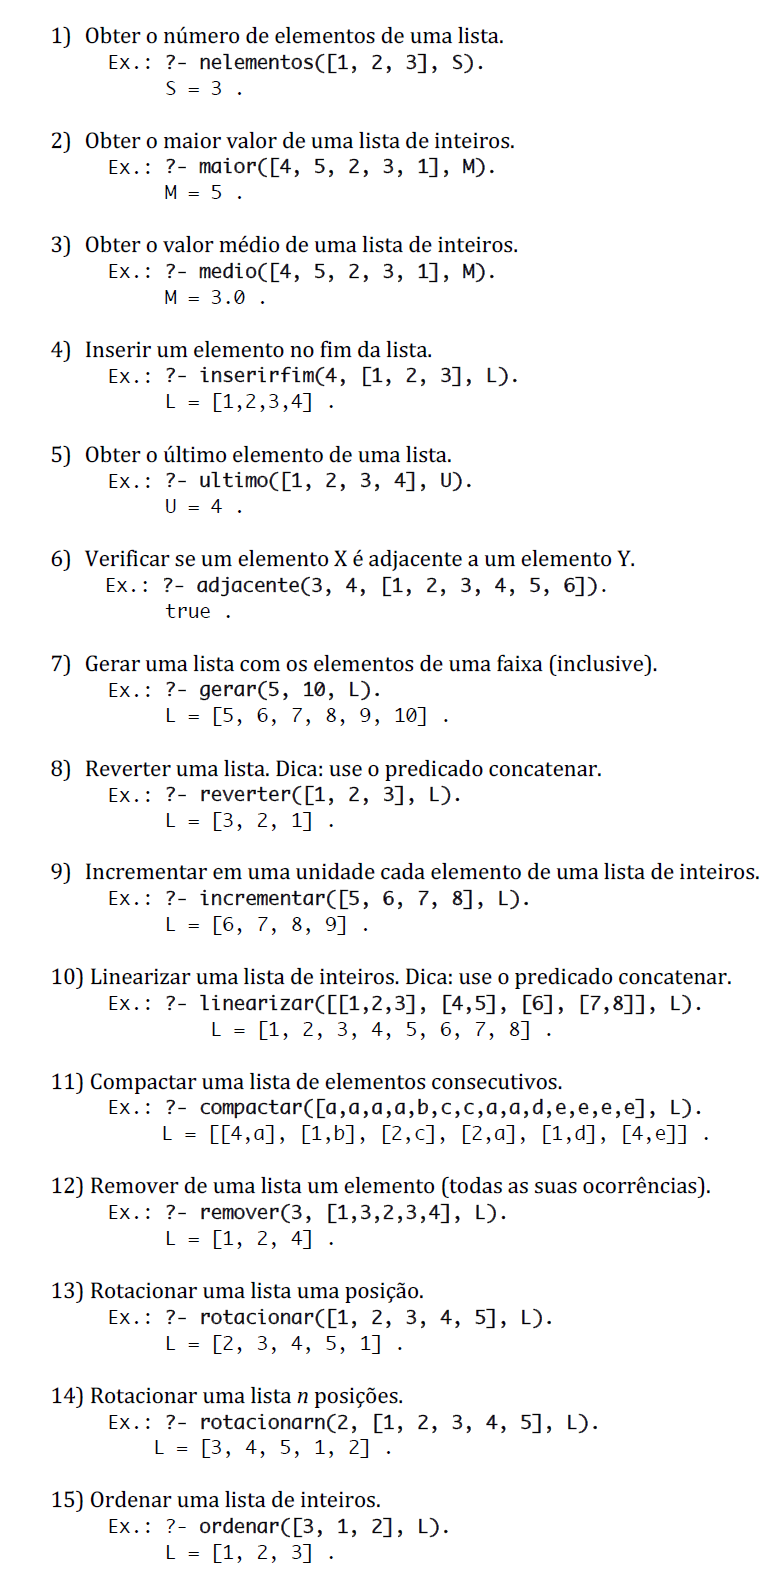 1) Obter o número de elementos de uma lista.
Ex.: ?- nelementos([1, 2, 3], S).
S = 3 .
2) Obter o maior valor de uma lista de inteiros.
Ex.: ?- maior([4, 5, 2, 3, 1], M).
M = 5 .
3) Obter o valor médio de uma lista de inteiros.
Ex.: ?- medio([4, 5, 2, 3, 1], M).
M = 3.0 .
4) Inserir um elemento no fim da lista.
Ex.: ?- inserirfim(4, [1, 2, 3], L).
L = [1,2,3,4] .
5) Obter o último elemento de uma lista.
Ex.: ?- ultimo([1, 2, 3, 4], U).
U = 4 .
6) Verificar se um elemento X é adjacente a um elemento Y.
Ex.: ?- adjacente(3, 4, [1, 2, 3, 4, 5, 6]).
true .
7) Gerar uma lista com os elementos de uma faixa (inclusive).
Ex.: ?- gerar(5, 10, L).
L = [5, 6, 7, 8, 9, 10] .
8) Reverter uma lista. Dica: use o predicado concatenar.
Ex.: ?- reverter([1, 2, 3], L).
L = [3, 2, 1] .
9) Incrementar em uma unidade cada elemento de uma lista de inteiros.
Ex.: ?- incrementar([5, 6, 7, 8], L).
L = [6, 7, 8, 9] .
10) Linearizar uma lista de inteiros. Dica: use o predicado concatenar.
Ex.: ?- linearizar([[1,2,3], [4,5], [6], [7,8]], L).
L = [1, 2, 3, 4, 5, 6, 7, 8] .
11) Compactar uma lista de elementos consecutivos.
Ex.: ?- compactar([a,a,a,a,b,c,c,a,a,d,e,e,e,e], L).
L = [[4,a], [1,b], [2,c], [2,a], [1,d], [4,e]] .
12) Remover de uma lista um elemento (todas as suas ocorrências).
Ex.: ?- remover(3, [1,3,2,3,4], L).
L = [1, 2, 4] .
13) Rotacionar uma lista uma posição.
Ex.: ?- rotacionar([1, 2, 3, 4, 5], L).
L = [2, 3, 4, 5, 1] .
14) Rotacionar uma lista n posições.
Ex.: ?- rotacionarn(2, [1, 2, 3, 4, 5], L).
L = [3, 4, 5, 1, 2] .
15) Ordenar uma lista de inteiros.
Ex.: ?- ordenar([3, 1, 2], L).
L = [1, 2, 3] .